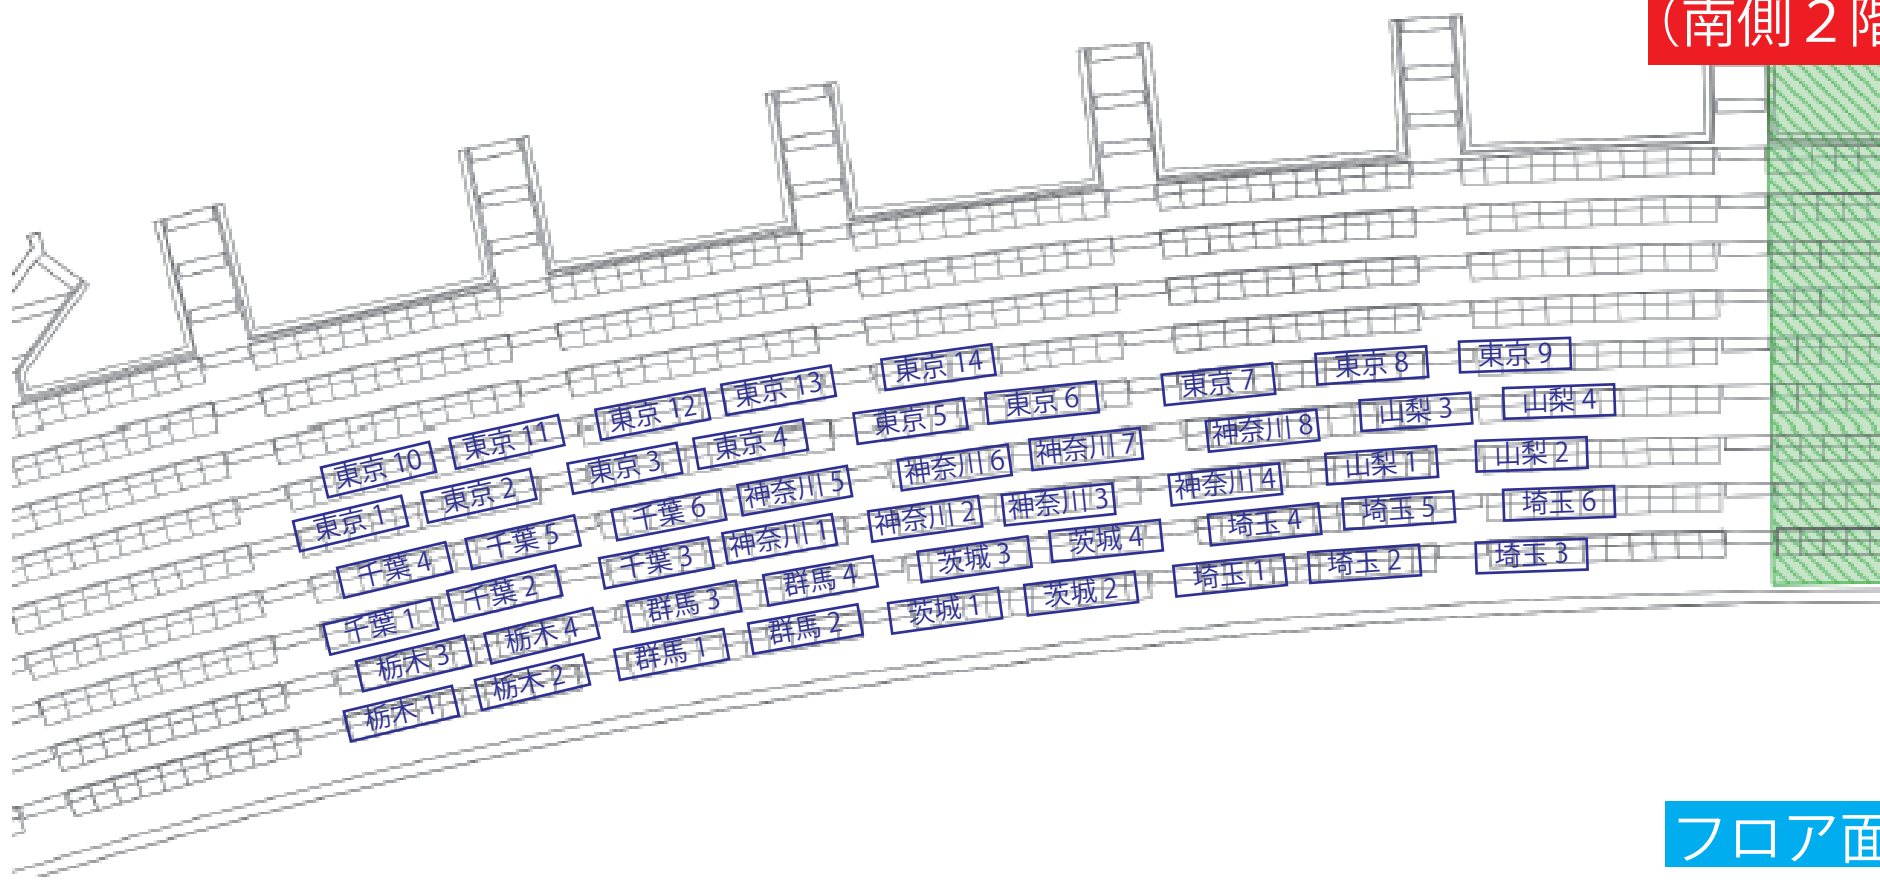 （南側２階
東京 14
東京 7
東京 8
東京 9
東京 10
東京 11
東京 12
東京 13
東京 5
東京 6
神奈川 8
山梨 3
山梨 4
東京 1
東京 2
東京 3
東京 4
神奈川 6
神奈川 7
神奈川 4
山梨 1
山梨 2
千葉 4
千葉 5
千葉 6
神奈川 5
神奈川 2
神奈川 3
埼玉 4
埼玉 5
埼玉 6
千葉 1
千葉 2
千葉 3
神奈川 1
茨城 3
茨城 4
埼玉 1
埼玉 2
埼玉 3
栃木 3
栃木 4
群馬 3
群馬 4
茨城 1
茨城 2
栃木 1
栃木 2
群馬 1
群馬 2
フロア面